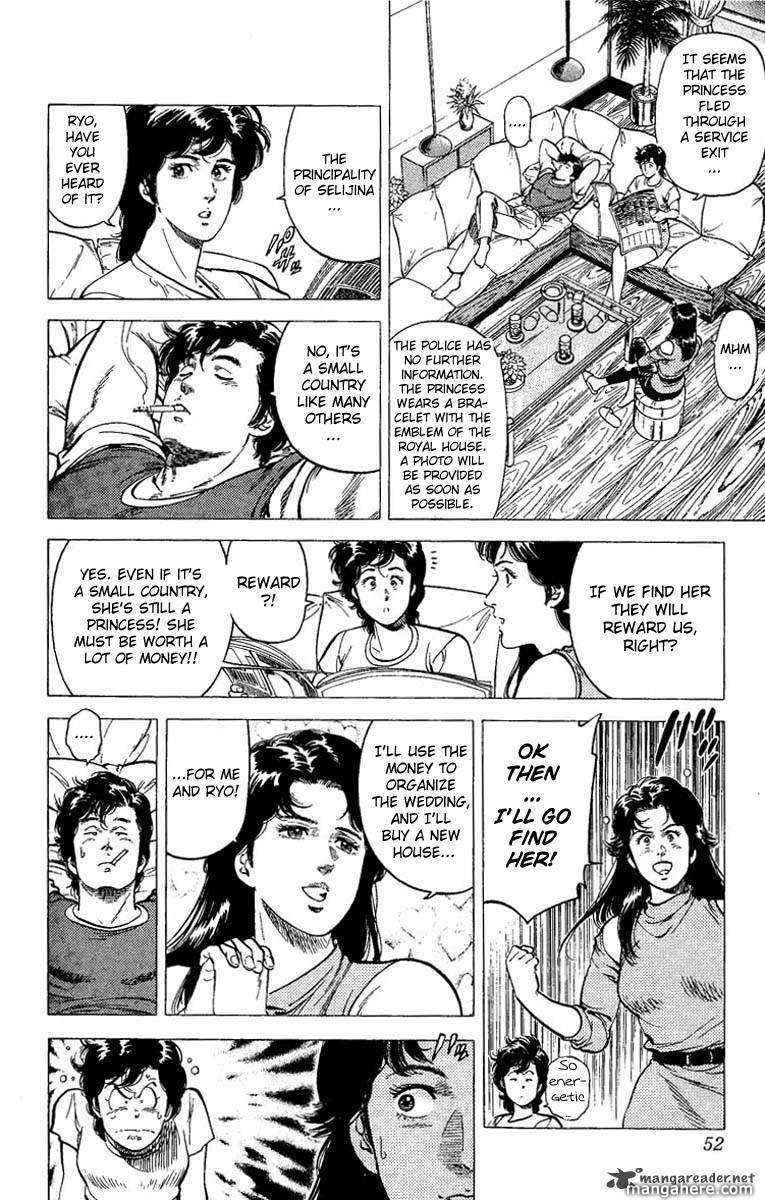 IT SEEMS
THAT THE
PRINCESS
FLED
THROUGH
A SERVICE
EXIT
...
....
MHM
...
THE POLICE HAS
NO FURTHER
INFORMATION.
THE PRINCESS
WEARS A BRA-
CELET WITH THE
EMBLEM OF THE
ROYAL HOUSE.
A PHOTO WILL
BE PROVIDED
AS SOON AS
POSSIBLE.
THE
PRINCIPALITY
OF SELIJINA
...
RYO,
HAVE
YOU
EVER
HEARD
OF IT?
NO, IT'S
A SMALL
COUNTRY
LIKE MANY
OTHERS
...
IF WE FIND HER
THEY WILL
REWARD US,
RIGHT?
REWARD
?!
YES. EVEN IF IT'S
A SMALL COUNTRY,
SHE'S STILL A
PRINCESS! SHE
MUST BE WORTH A
LOT OF MONEY!!
OK
THEN
...
I'LL GO
FIND
HER!
So
ener-
getic
...
I'LL USE THE
MONEY TO
ORGANIZE
THE WEDDING,
AND I'LL
BUY A NEW
HOUSE...
...FOR ME
AND RYO!
....
52
mangareader.net
mangahere.com